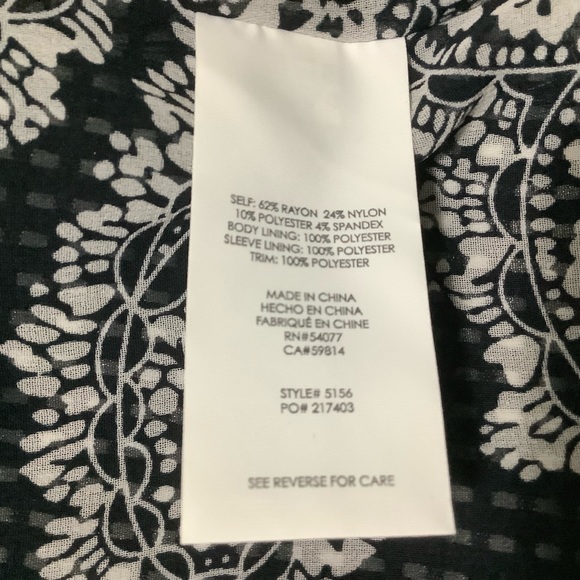 SELF: 62% RAYON 24% NYLON
10% POLYESTER 4% SPANDEX
BODY LINING: 100% POLYESTER
SLEEVE LINING: 100% POLYESTER
TRIM: 100% POLYESTER
MADE IN CHINA
HECHO EN CHINA
FABRIQUÉ EN CHINE
RN#54077
CA#59814
STYLE# 5156
PO# 217403
SEE REVERSE FOR CARE